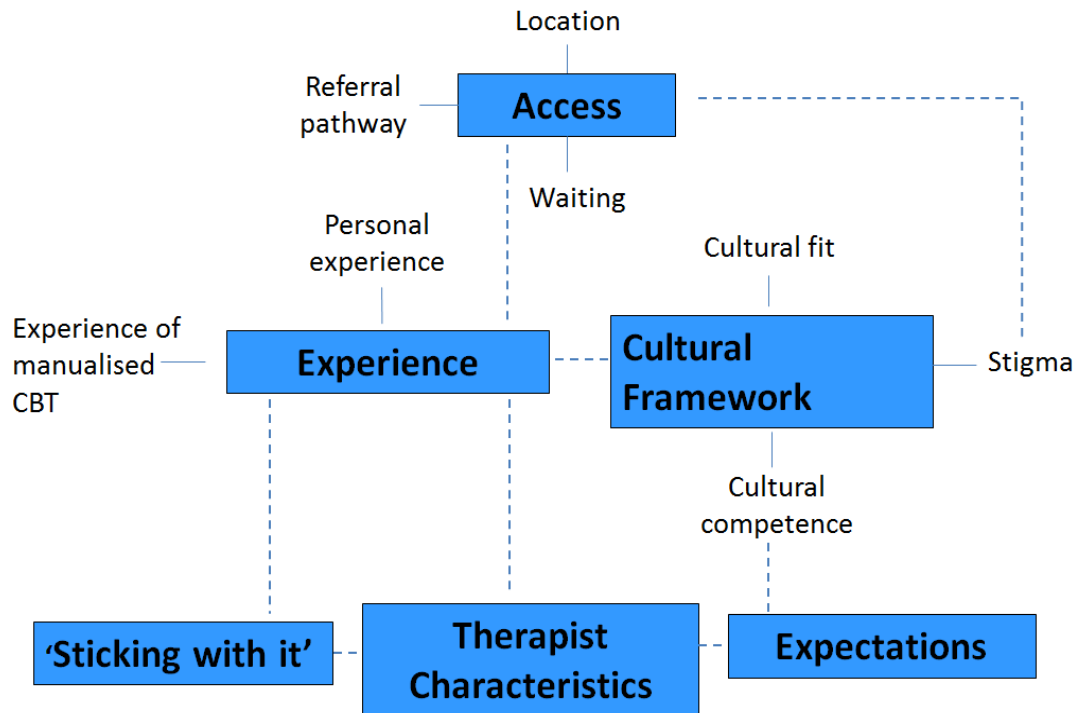 Location
Referral
pathway
Access
Waiting
Personal
experience
Cultural fit
Experience of
manualised
CBT
Experience
Cultural
Framework
Stigma
Cultural
competence
‘Sticking with it’
Therapist
Characteristics
Expectations